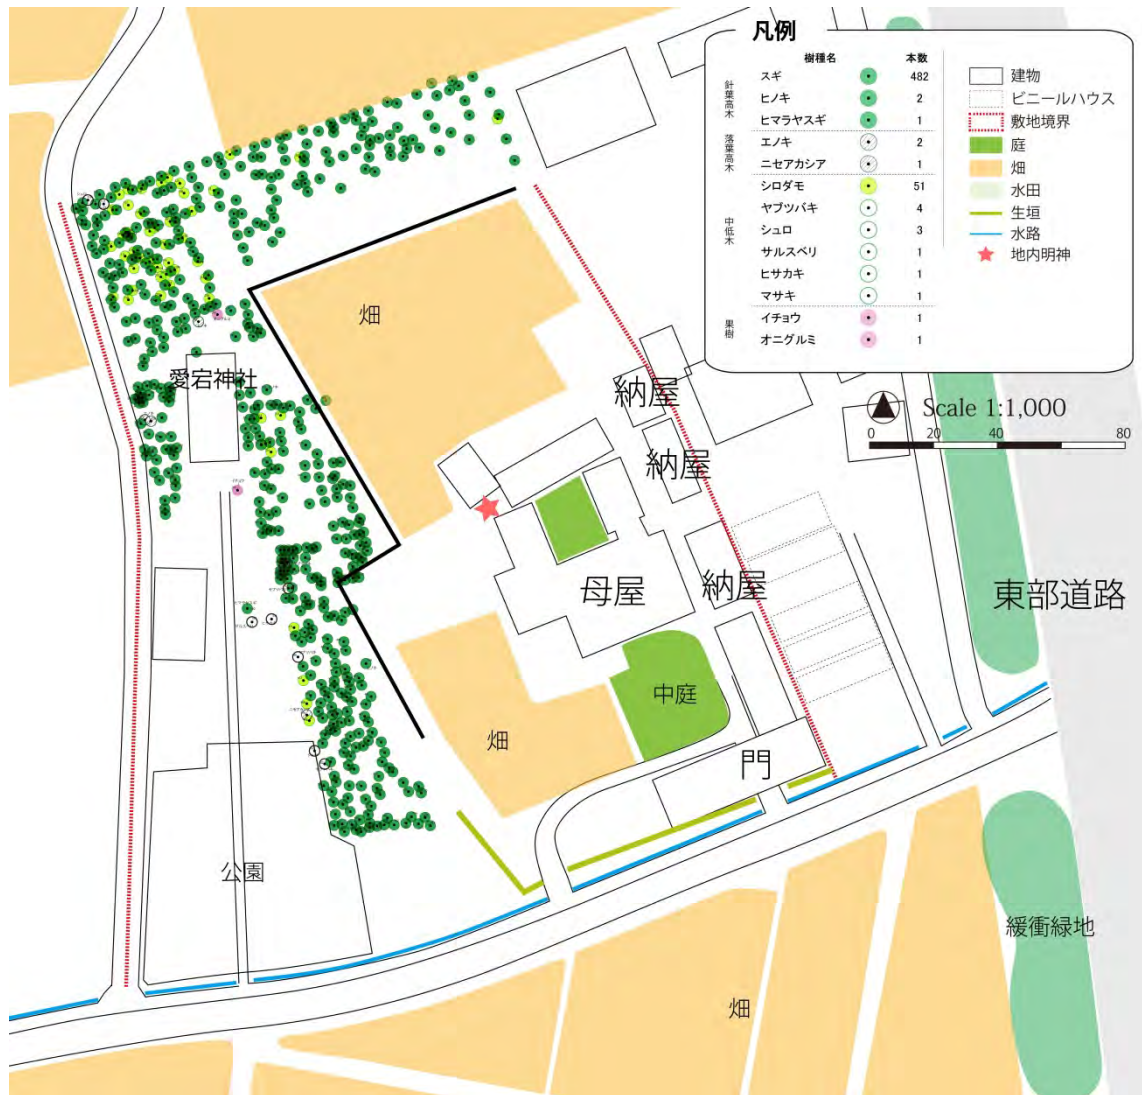 凡例
樹種名 本数
針葉高木
スギ 482
ヒノキ 2
ヒマラヤスギ 1
落葉高木
エノキ 2
ニセアカシア 1
中低木
シロダモ 51
ヤブツバキ 4
シュロ 3
サルスベリ 1
ヒサカキ 1
マサキ 1
果樹
イチョウ 1
オニグルミ 1
建物
ビニールハウス
敷地境界
庭
畑
水田
生垣
水路
地内明神
Scale 1:1,000
0 20 40 80
畑
愛宕神社
納屋
納屋
納屋
母屋
東部道路
中庭
畑
門
公園
緩衝緑地
畑